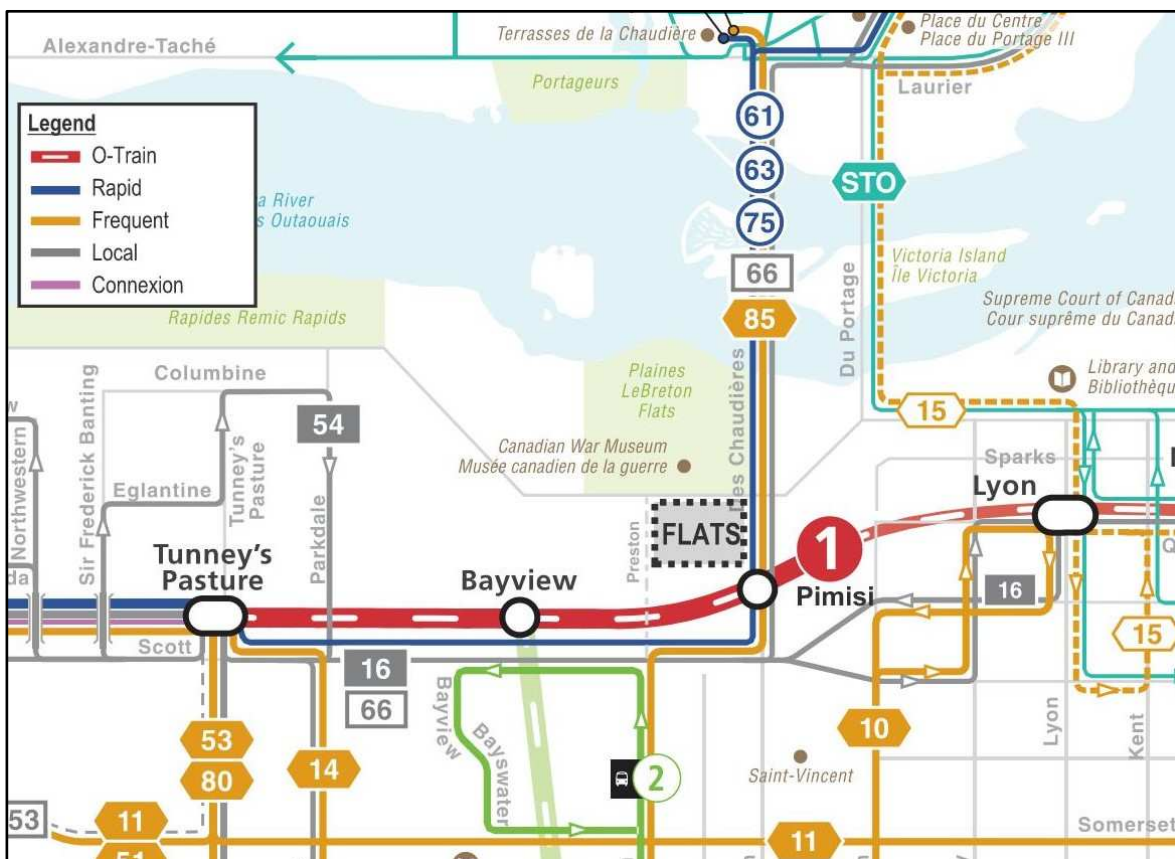 Alexandre-Taché
Terrasses de la Chaudière
Place du Centre
Place du Portage III
Portageurs
Laurier
Legend
O-Train
Rapid
Frequent
Local
Connexion
a River
s Outaouais
61
63
75
66
85
STO
Victoria Island
Île Victoria
Du Portage
Supreme Court of Canad
Cour suprême du Canad
Rapides Remic Rapids
Columbine
Plaines
LeBreton
Flats
Des Chaudières
Library and
Bibliothèqu
15
54
Canadian War Museum
Musée canadien de la guerre
Sparks
Lyon
Northwestern
Sir Frederick Banting
Eglantine
Tunney's
Pasture
Parkdale
Preston
FLATS
1
Tunney's
Pasture
Bayview
Pimisi
16
15
Scott
16
66
Bayview
Bayswater
53
80
14
10
2
Saint-Vincent
Lyon
Kent
53
11
51
11
Somerset